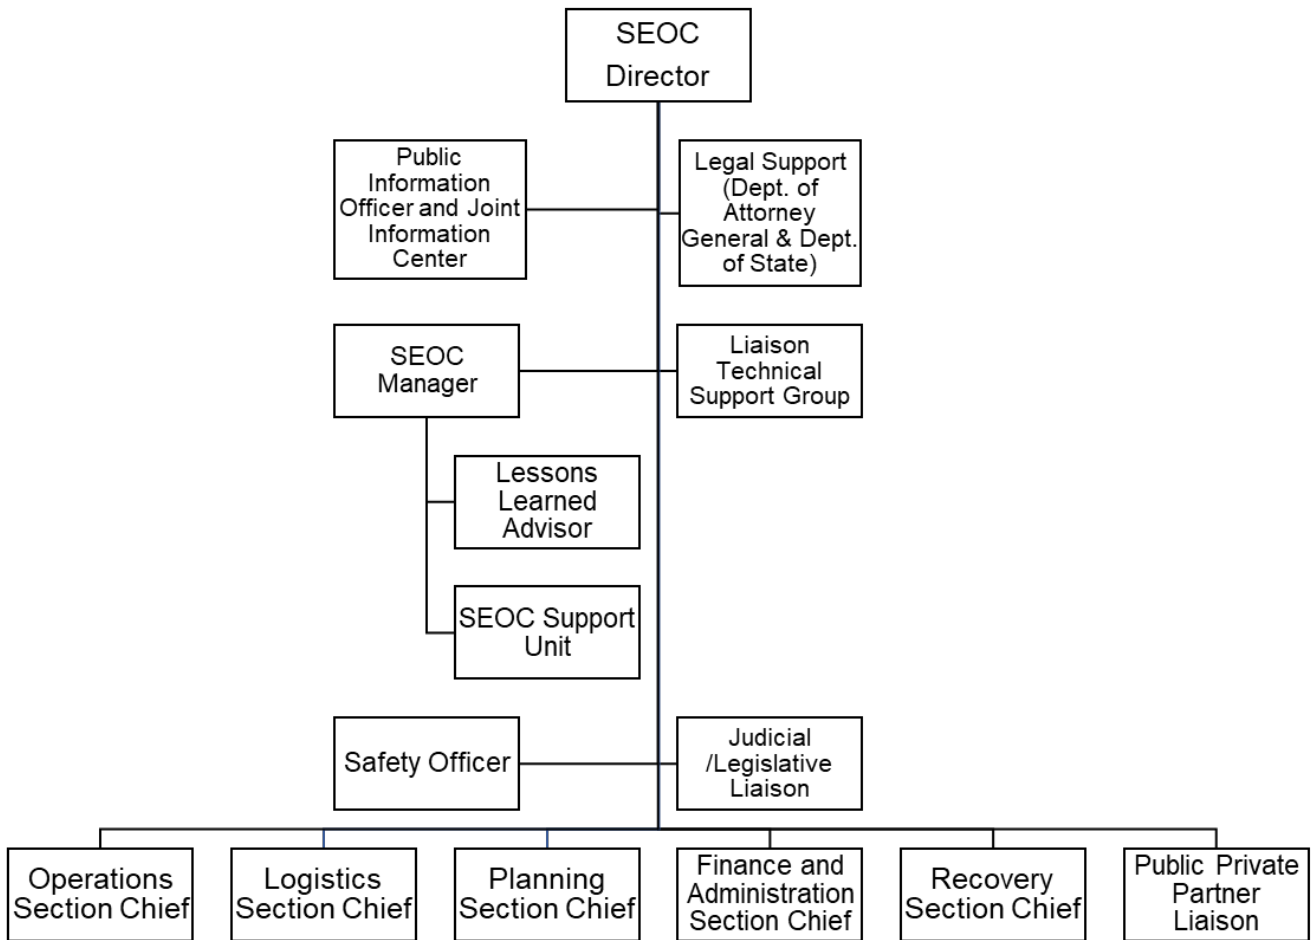 SEOC
Director
Public
Information
Officer and Joint
Information
Center
Legal Support
(Dept. of
Attorney
General & Dept.
of State)
SEOC
Manager
Liaison
Technical
Support Group
Lessons
Learned
Advisor
SEOC Support
Unit
Safety Officer
Judicial
/Legislative
Liaison
Operations
Section Chief
Logistics
Section Chief
Planning
Section Chief
Finance and
Administration
Section Chief
Recovery
Section Chief
Public Private
Partner
Liaison